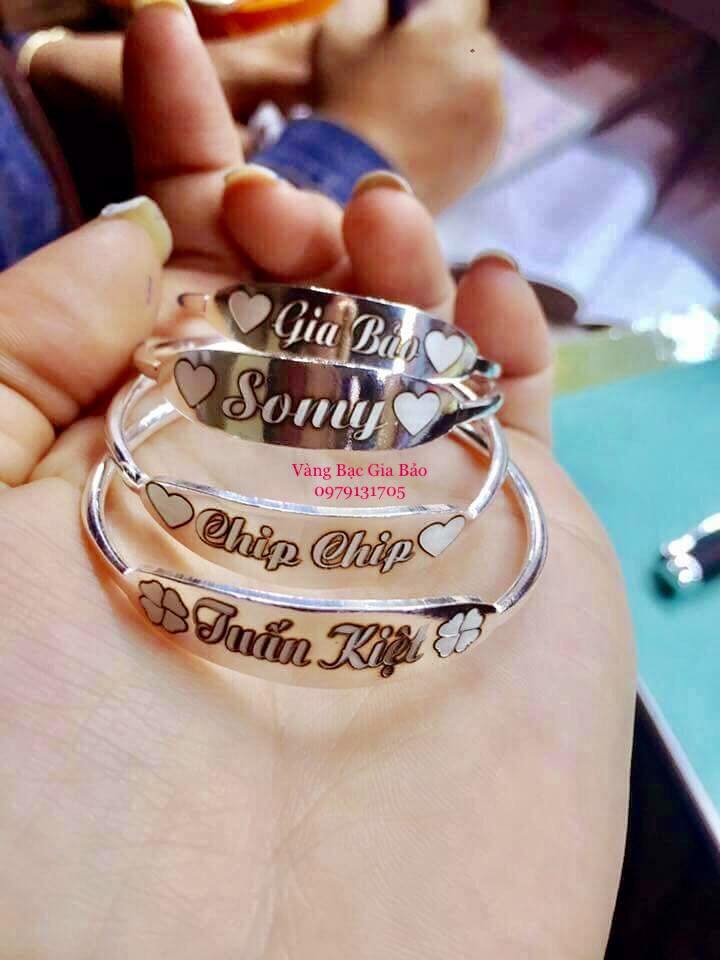 Gia Bảo
Somy
Vàng Bạc Gia Bảo
0979131705
Chip Chip
Tuấn Kiệt